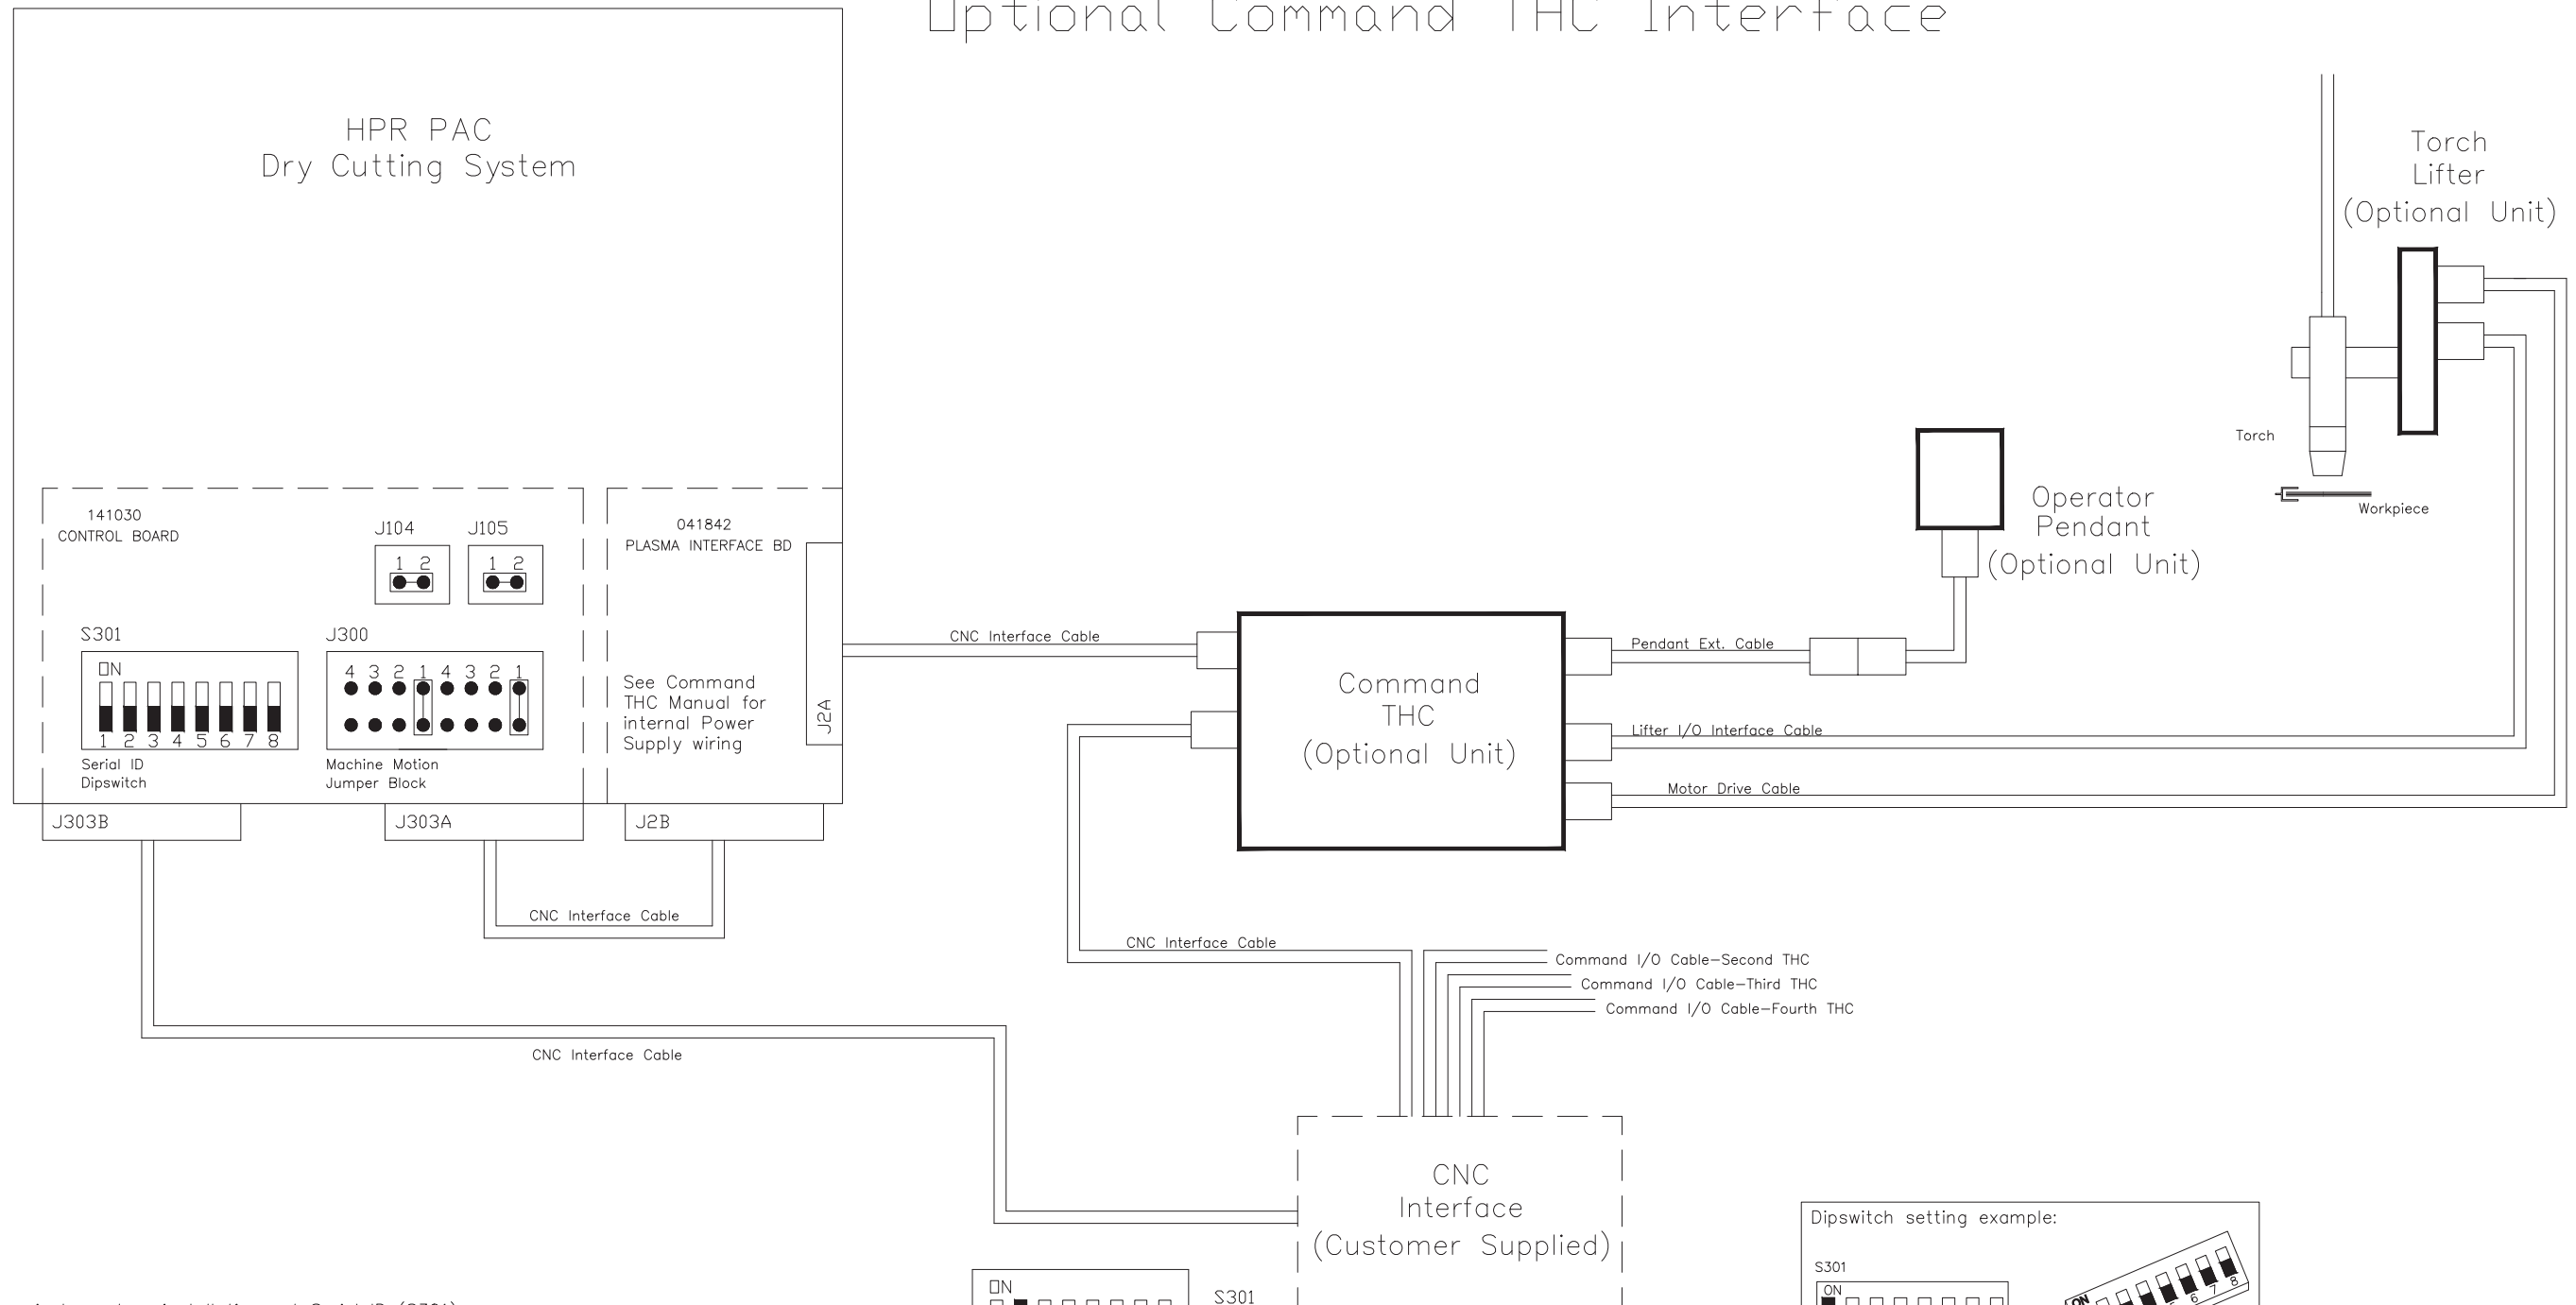 Optional Command THC Interface
HPR PAC
Dry Cutting System
Torch
Lifter
(Optional Unit)
Torch
Workpiece
Operator
Pendant
(Optional Unit)
141030
CONTROL BOARD
J104
1 2
J105
1 2
041842
PLASMA INTERFACE BD
S301
ON
1 2 3 4 5 6 7 8
Serial ID
Dipswitch
J300
4 3 2 1 4 3 2 1
Machine Motion
Jumper Block
See Command
THC Manual for
internal Power
Supply wiring
J2A
J303B
J303A
J2B
CNC Interface Cable
Command
THC
(Optional Unit)
Pendant Ext. Cable
Lifter I/O Interface Cable
Motor Drive Cable
CNC Interface Cable
CNC Interface Cable
Command I/O Cable-Second THC
Command I/O Cable-Third THC
Command I/O Cable-Fourth THC
CNC Interface Cable
CNC
Interface
(Customer Supplied)
ON
S301
Dipswitch setting example:
S301
ON
ON
6 7 8